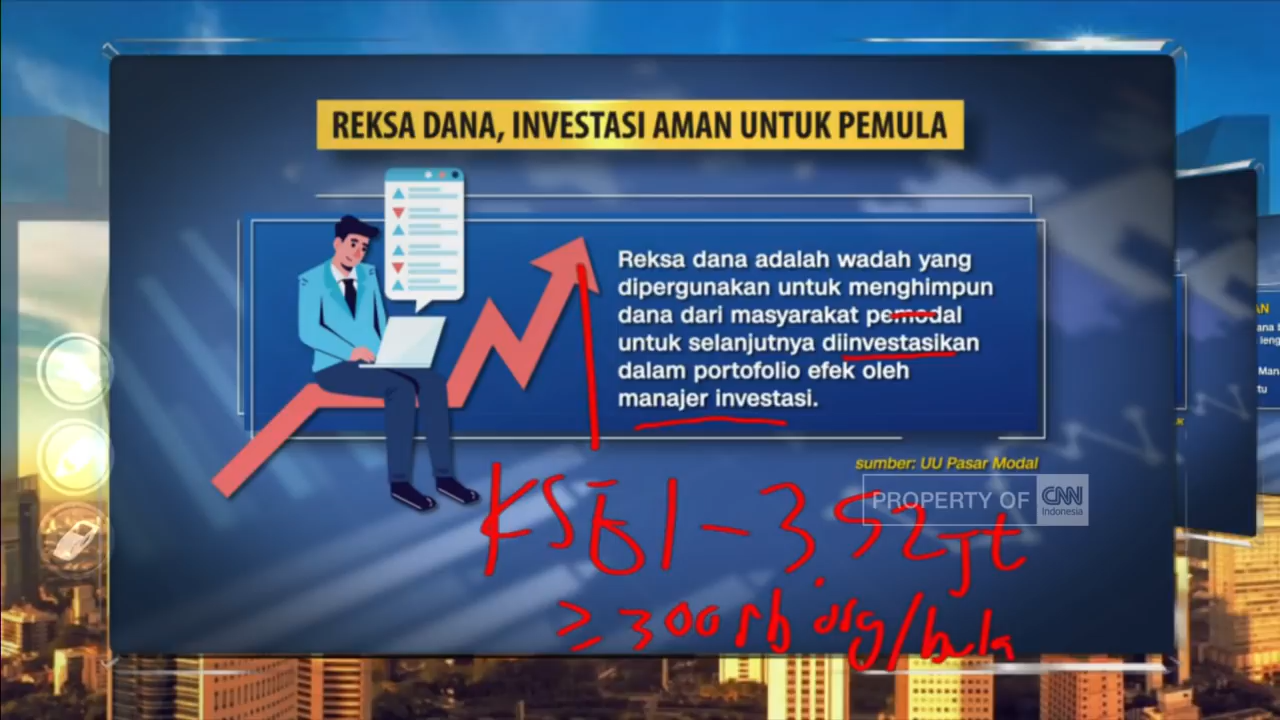 REKSA DANA, INVESTASI AMAN UNTUK PEMULA
Reksa dana adalah wadah yang
dipergunakan untuk menghimpun
dana dari masyarakat pemodal
untuk selanjutnya diinvestasikan
dalam portofolio efek oleh
manajer investasi.
sumber: UU Pasar Modal
PROPERTY OF CNN Indonesia
KSEI - 3.52 jt
≥ 300 rb org/bula